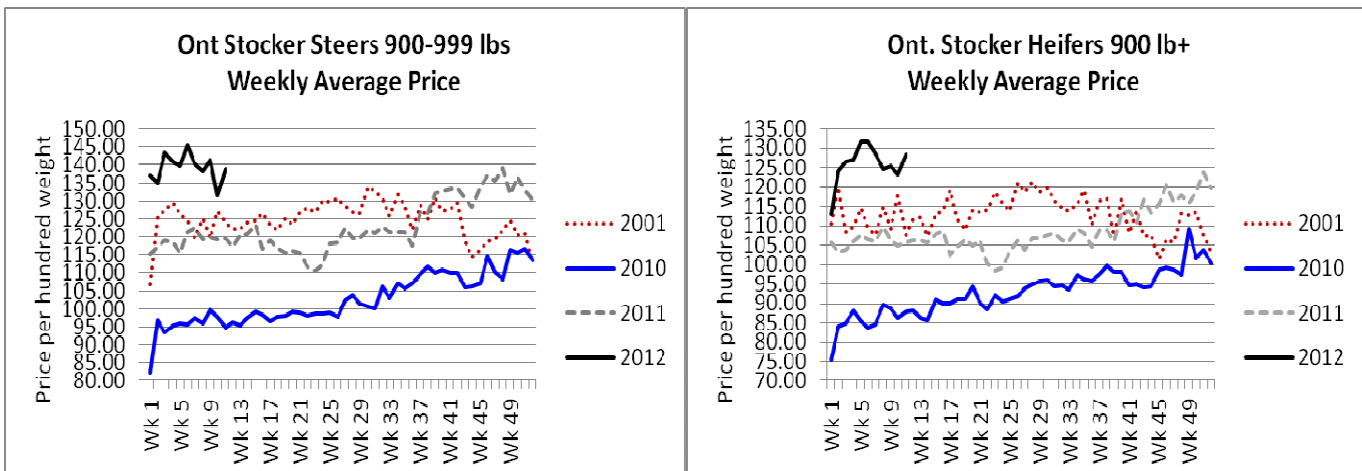 Ont Stocker Steers 900-999 lbs
Weekly Average Price
Price per hundred weight
150.00
145.00
140.00
135.00
130.00
125.00
120.00
115.00
110.00
105.00
100.00
95.00
90.00
85.00
80.00
Wk 1
Wk 5
Wk 9
Wk 13
Wk 17
Wk 21
Wk 25
Wk 29
Wk 33
Wk 37
Wk 41
Wk 45
Wk 49
2001
2010
2011
2012
Ont. Stocker Heifers 900 lb+
Weekly Average Price
Price per hundred weight
135.00
130.00
125.00
120.00
115.00
110.00
105.00
100.00
95.00
90.00
85.00
80.00
75.00
70.00
Wk 1
Wk 5
Wk 9
Wk 13
Wk 17
Wk 21
Wk 25
Wk 29
Wk 33
Wk 37
Wk 41
Wk 45
Wk 49
2001
2010
2011
2012